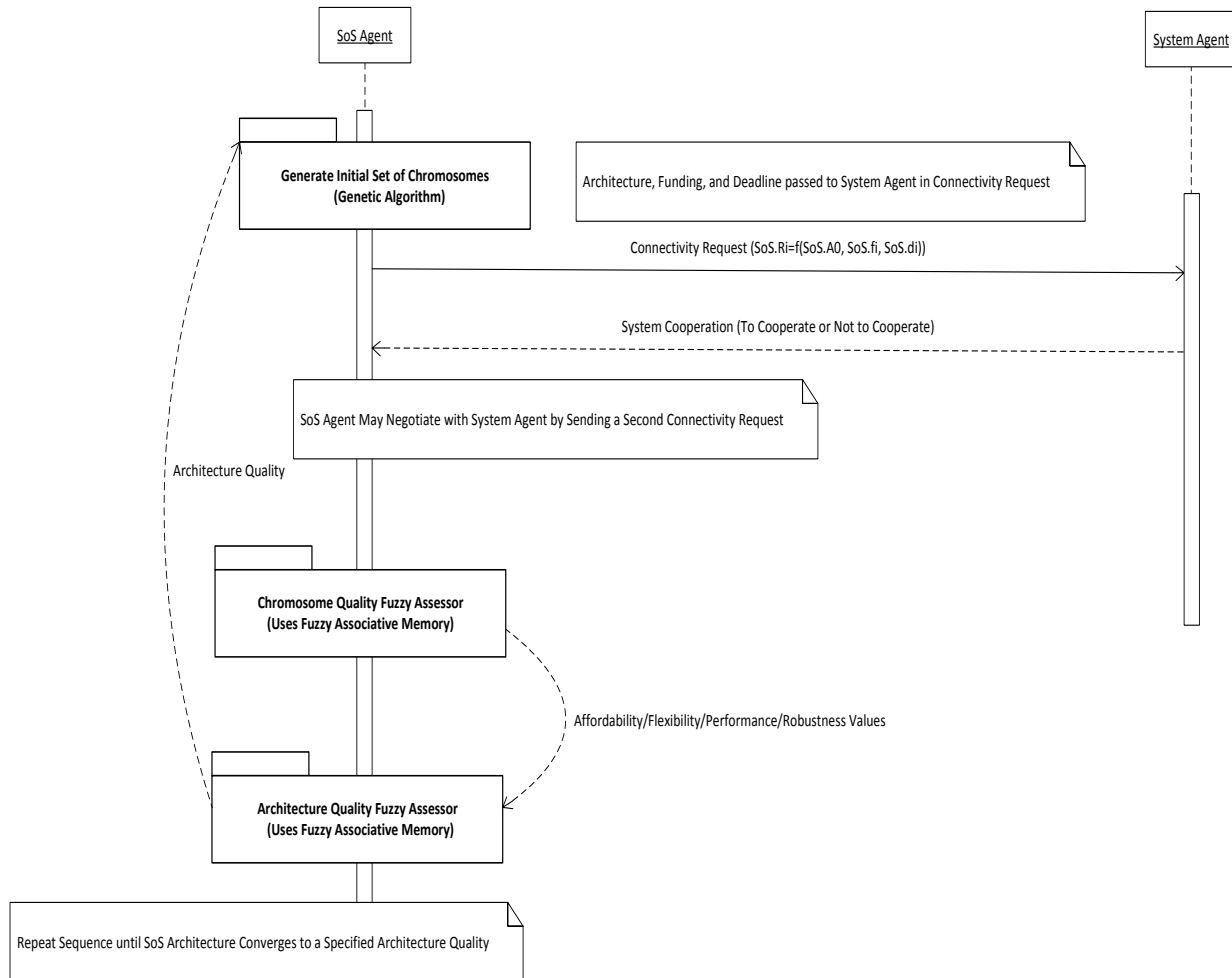 SoS Agent
System Agent
Generate Initial Set of Chromosomes
(Genetic Algorithm)
Architecture, Funding, and Deadline passed to System Agent in Connectivity Request
Connectivity Request (SoS.Ri=f(SoS.A0, SoS.fi, SoS.di))
System Cooperation (To Cooperate or Not to Cooperate)
SoS Agent May Negotiate with System Agent by Sending a Second Connectivity Request
Architecture Quality
Chromosome Quality Fuzzy Assessor
(Uses Fuzzy Associative Memory)
Affordability/Flexibility/Performance/Robustness Values
Architecture Quality Fuzzy Assessor
(Uses Fuzzy Associative Memory)
Repeat Sequence until SoS Architecture Converges to a Specified Architecture Quality